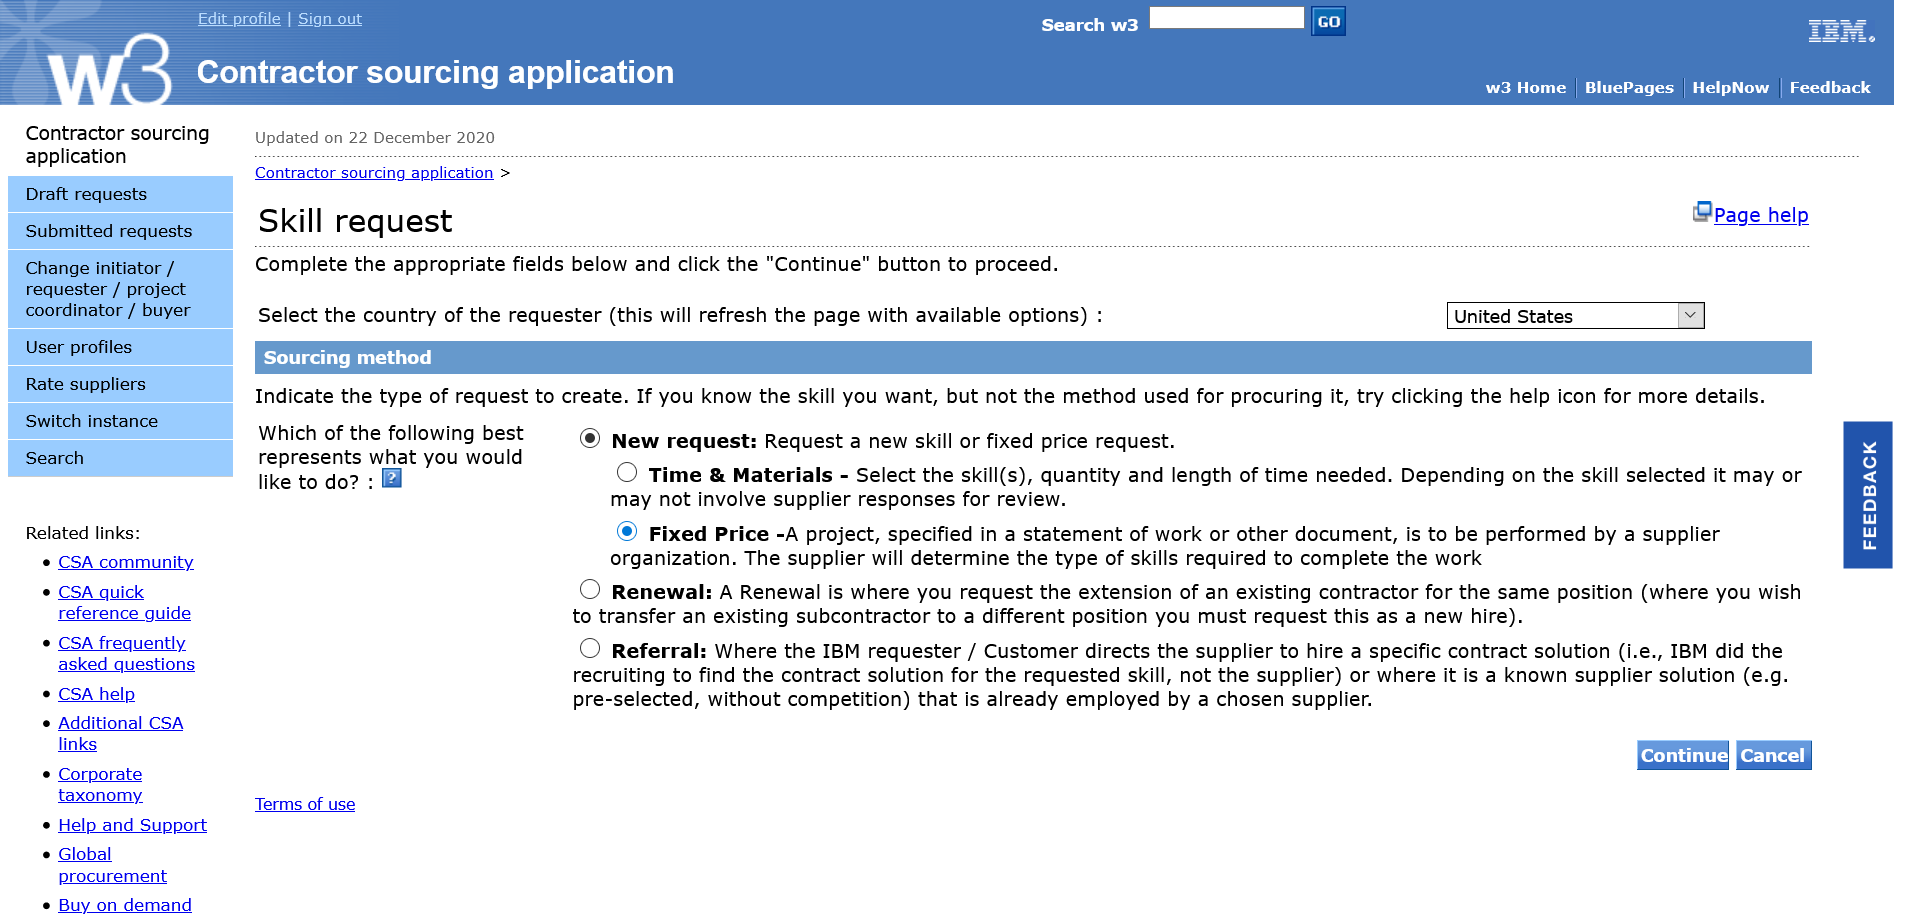 Edit profile | Sign out
Search w3
GO
IBM.
w3
Contractor sourcing application
w3 Home
BluePages
HelpNow
Feedback
Contractor sourcing
application
Draft requests
Submitted requests
Change initiator /
requester / project
coordinator / buyer
User profiles
Rate suppliers
Switch instance
Search
Related links:
CSA community
CSA quick
reference guide
CSA frequently
asked questions
CSA help
Additional CSA
links
Corporate
taxonomy
Help and Support
Global
procurement
Buy on demand
Updated on 22 December 2020
Contractor sourcing application >
Skill request
Page help
Complete the appropriate fields below and click the "Continue" button to proceed.
Select the country of the requester (this will refresh the page with available options) :
United States
Sourcing method
Indicate the type of request to create. If you know the skill you want, but not the method used for procuring it, try clicking the help icon for more details.
Which of the following best
represents what you would
like to do? : ?
New request: Request a new skill or fixed price request.
Time & Materials - Select the skill(s), quantity and length of time needed. Depending on the skill selected it may or
may not involve supplier responses for review.
Fixed Price -A project, specified in a statement of work or other document, is to be performed by a supplier
organization. The supplier will determine the type of skills required to complete the work
Renewal: A Renewal is where you request the extension of an existing contractor for the same position (where you wish
to transfer an existing subcontractor to a different position you must request this as a new hire).
Referral: Where the IBM requester / Customer directs the supplier to hire a specific contract solution (i.e., IBM did the
recruiting to find the contract solution for the requested skill, not the supplier) or where it is a known supplier solution (e.g.
pre-selected, without competition) that is already employed by a chosen supplier.
Continue
Cancel
Terms of use
FEEDBACK